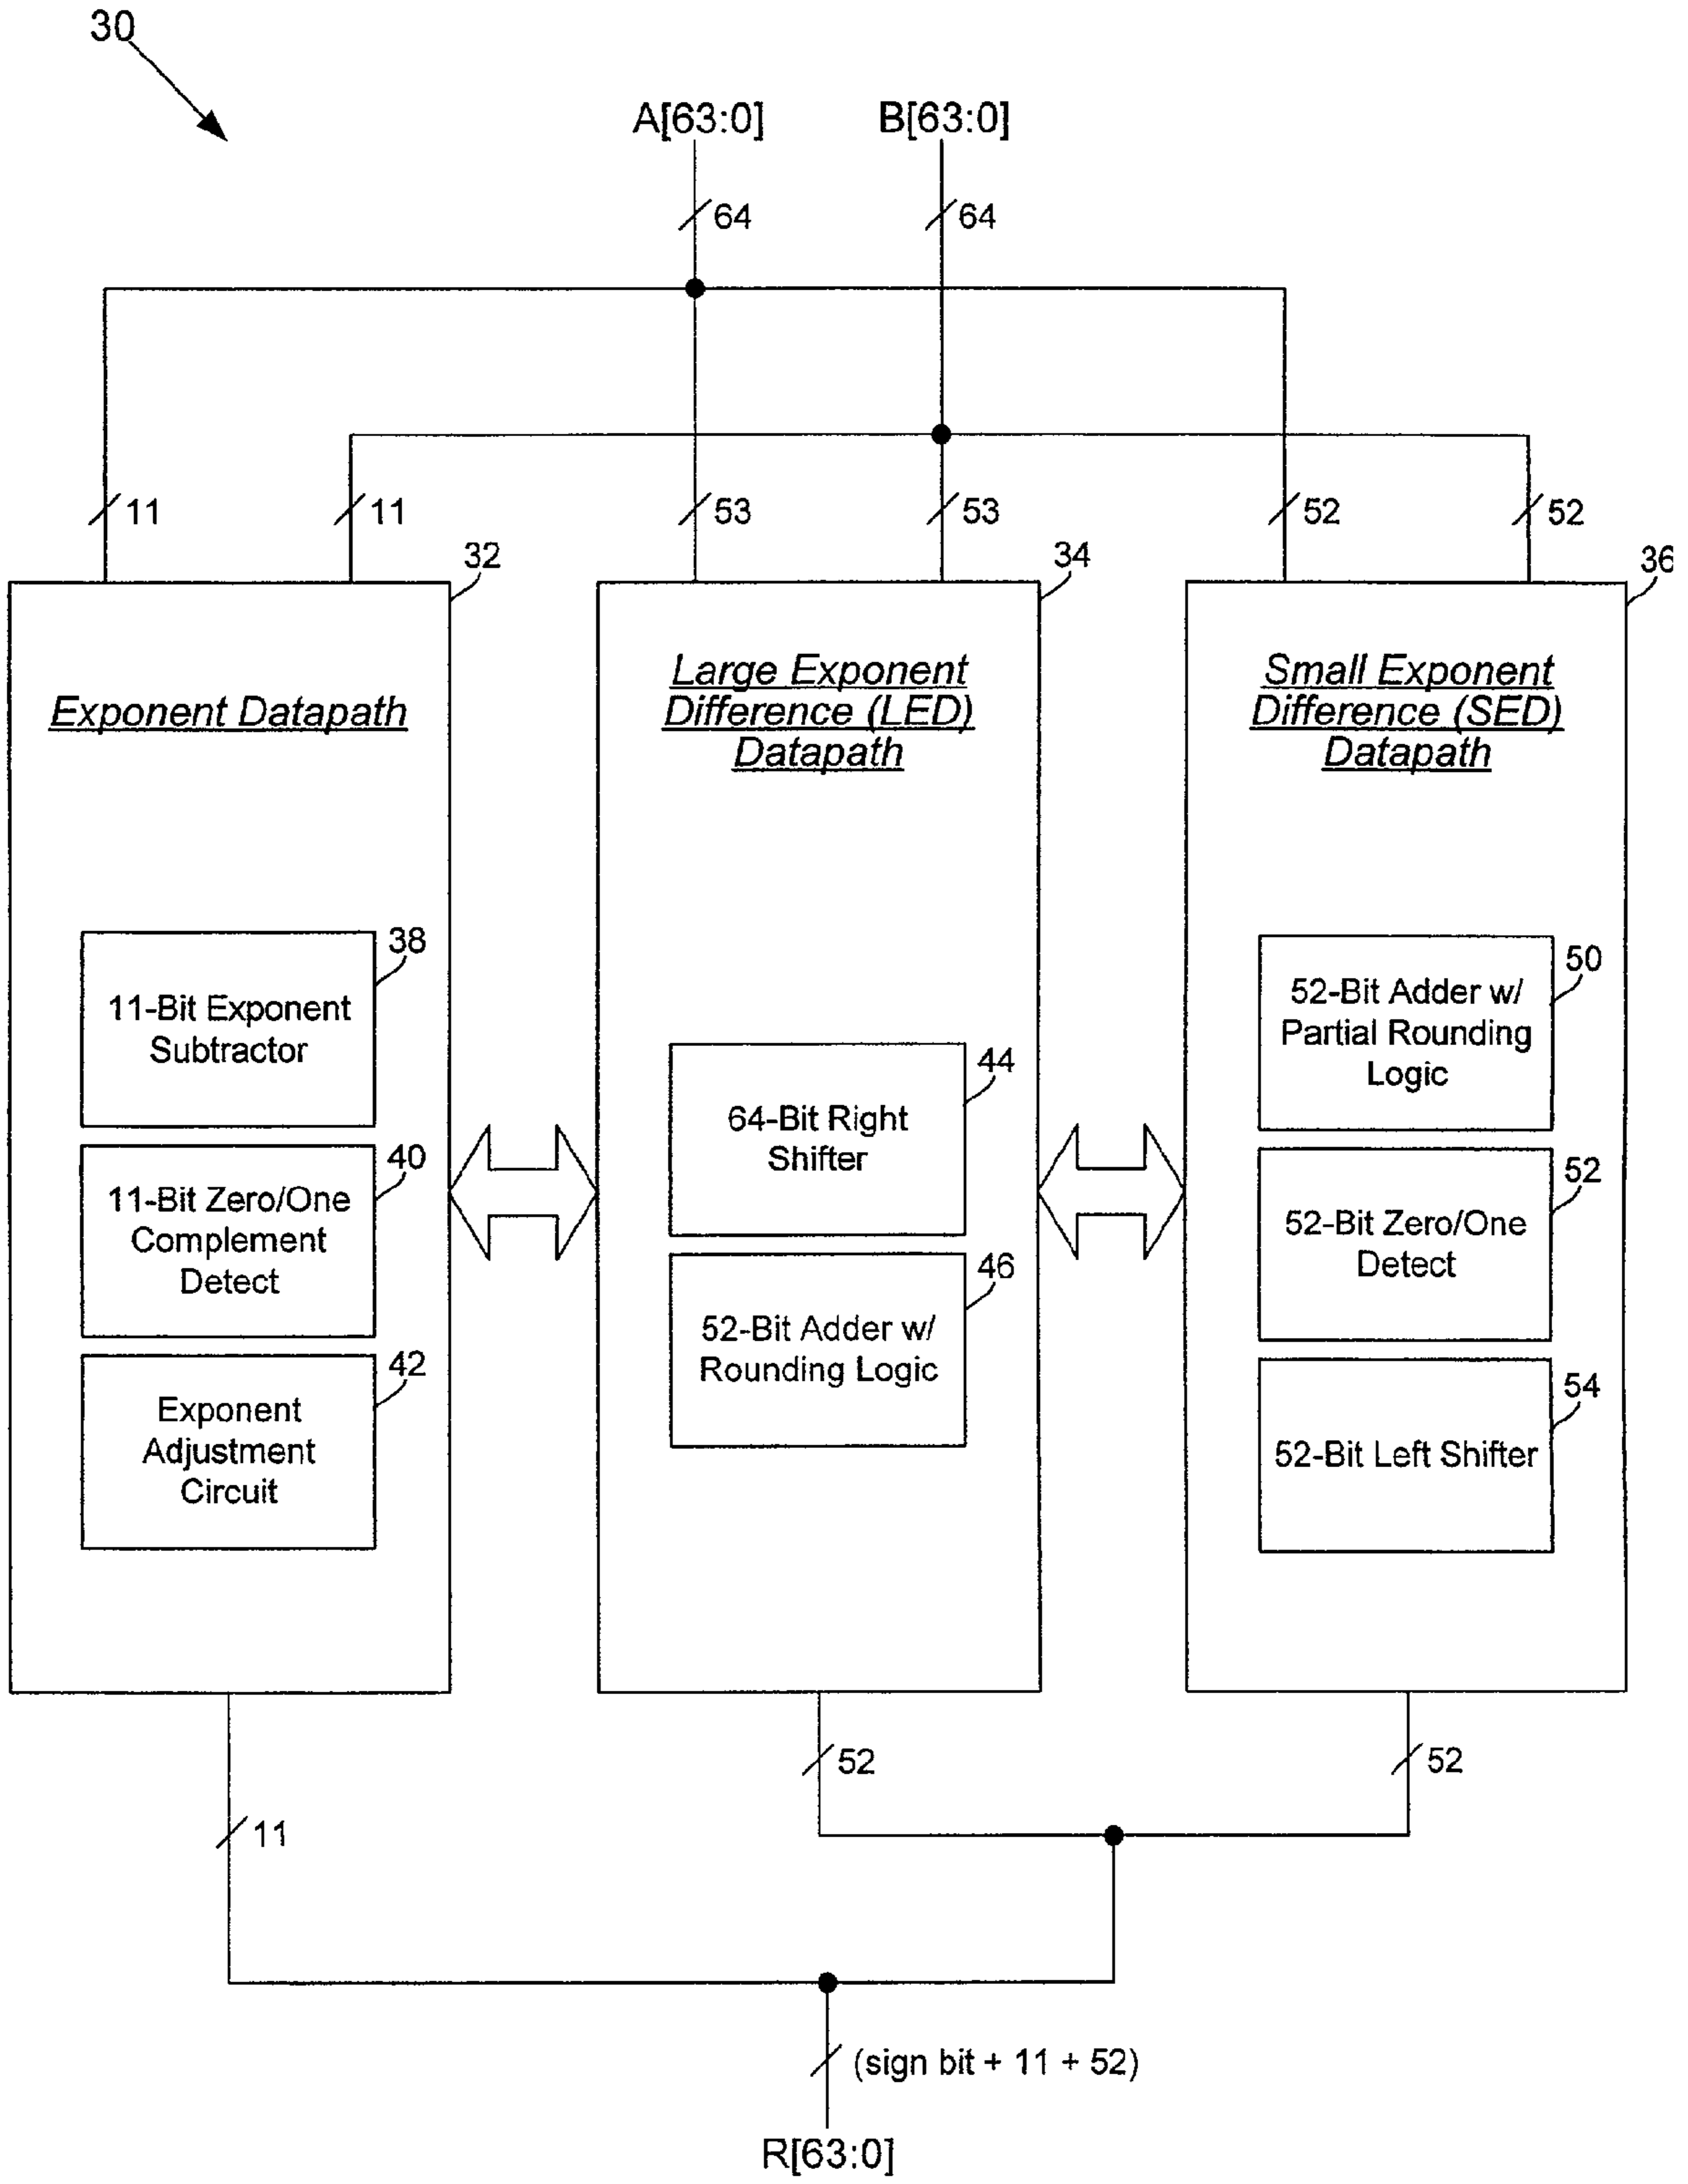 30
A[63:0] B[63:0]
64 64
11 11 53 53 52 52
32 34 36
Exponent Datapath
38
11-Bit Exponent
Subtractor
40
11-Bit Zero/One
Complement
Detect
42
Exponent
Adjustment
Circuit
Large Exponent
Difference (LED)
Datapath
44
64-Bit Right
Shifter
46
52-Bit Adder w/
Rounding Logic
Small Exponent
Difference (SED)
Datapath
50
52-Bit Adder w/
Partial Rounding
Logic
52
52-Bit Zero/One
Detect
54
52-Bit Left Shifter
52 52
11
(sign bit + 11 + 52)
R[63:0]